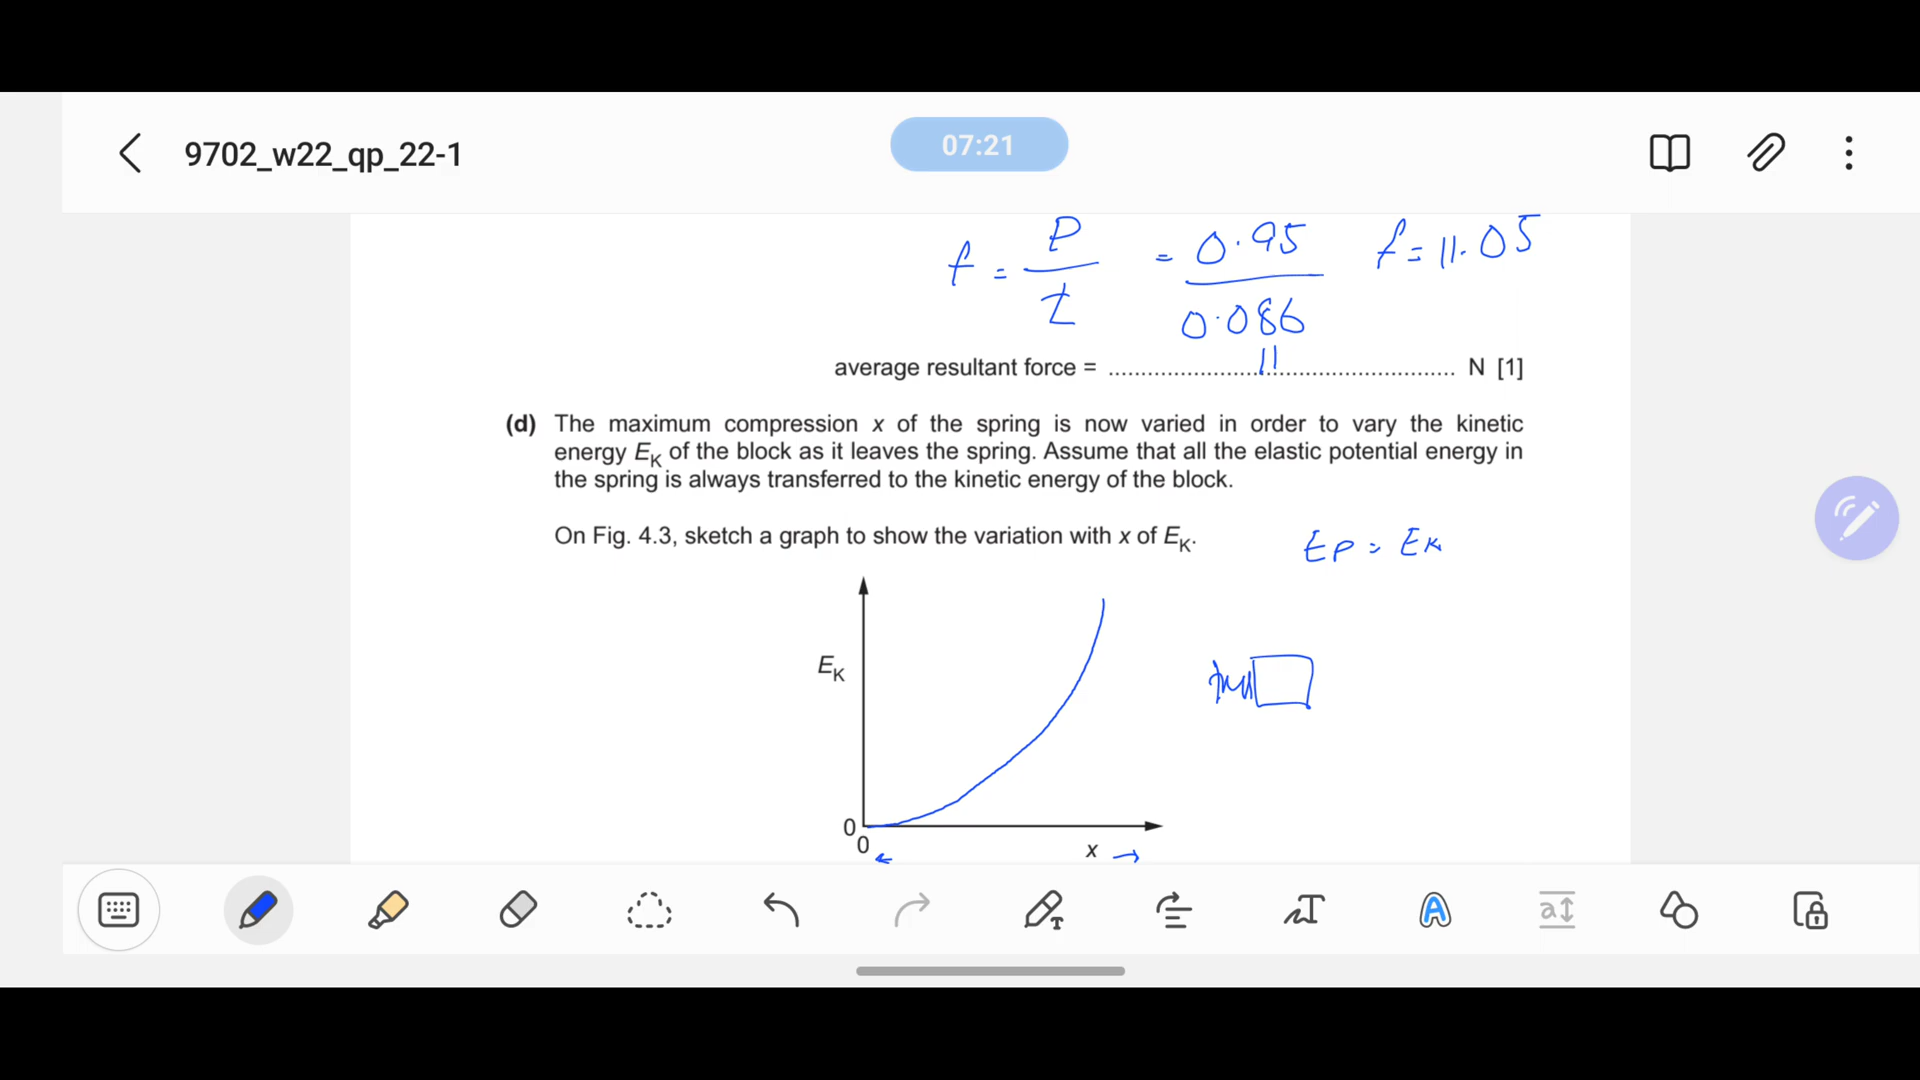 9702_w22_qp_22-1
07:21
f = P/t = 0.95/0.086 f = 11.05
average resultant force = ........11........ N [1]
(d) The maximum compression x of the spring is now varied in order to vary the kinetic
energy EK of the block as it leaves the spring. Assume that all the elastic potential energy in
the spring is always transferred to the kinetic energy of the block.
On Fig. 4.3, sketch a graph to show the variation with x of EK.
EP = EK
EK
0
0
x